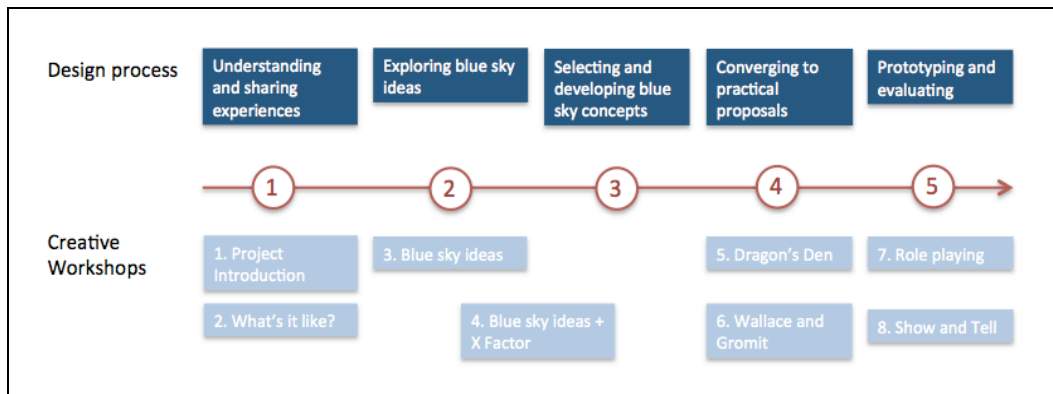 Design process
Understanding
and sharing
experiences
Exploring blue sky
ideas
Selecting and
developing blue
sky concepts
Converging to
practical
proposals
Prototyping and
evaluating
1
2
3
4
5
Creative
Workshops
1. Project
Introduction
3. Blue sky ideas
5. Dragon's Den
7. Role playing
2. What's it like?
4. Blue sky ideas +
X Factor
6. Wallace and
Gromit
8. Show and Tell